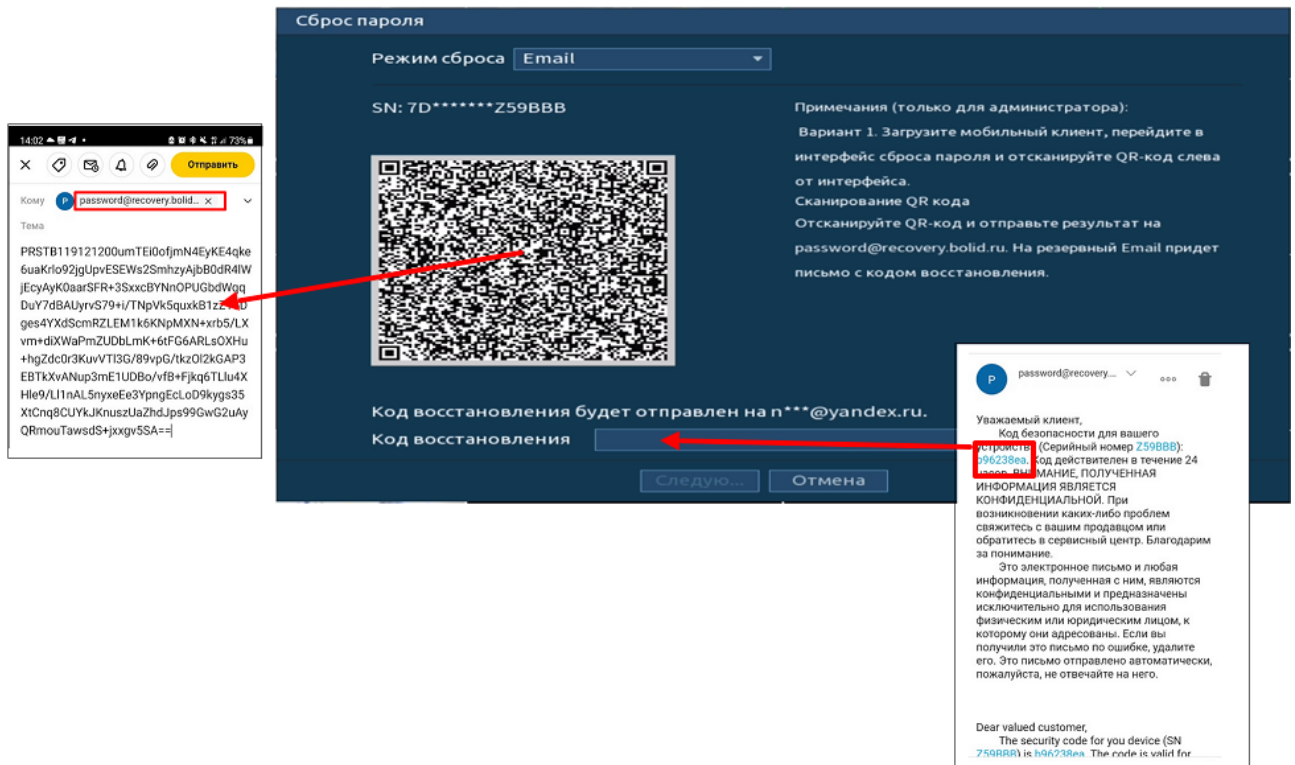 Сброс пароля
Режим сброса Email
SN: 7D*******Z59BBB
Примечания (только для администратора):
Вариант 1. Загрузите мобильный клиент, перейдите в
интерфейс сброса пароля и отсканируйте QR-код слева
от интерфейса.
Сканирование QR кода
Отсканируйте QR-код и отправьте результат на
password@recovery.bolid.ru. На резервный Email придет
письмо с кодом восстановления.
Код восстановления будет отправлен на n***@yandex.ru.
Код восстановления
Следую... Отмена
14:02 73%
Отправить
Кому P password@recovery.bolid... ×
Тема
PRSTB119121200umTEi0ofjmN4EyKE4qke
6uaKrlo92jgUpvESEWs2SmhzyAjbB0dR4lW
jEcyAyK0aarSFR+3SxxcBYNnOPUGbdWqq
DuY7dBAUyrvS79+i/TNpVk5quxkB1zZ
ges4YXdScmRZLEM1k6KNpMXN+xrb5/LX
vm+diXWaPmZUDbLmK+6tFG6ARLsOXHu
+hgZdc0r3KuvVTI3G/89vpG/tkzOl2kGAP3
EBTkXvANup3mE1UDBo/vfB+Fjkq6TLlu4X
Hle9/Ll1nAL5nyxeEe3YpngEcLoD9kygs35
XtCnq8CUYkJKnuszUaZhdJps99GwG2uAy
QRmouTawsdS+jxxgv5SA==
P password@recovery....
Уважаемый клиент,
Код безопасности для вашего
устройства (Серийный номер Z59BBB):
b96238ea. Код действителен в течение 24
часов. ВНИМАНИЕ, ПОЛУЧЕННАЯ
ИНФОРМАЦИЯ ЯВЛЯЕТСЯ
КОНФИДЕНЦИАЛЬНОЙ. При
возникновении каких-либо проблем
свяжитесь с вашим продавцом или
обратитесь в сервисный центр. Благодарим
за понимание.
Это электронное письмо и любая
информация, полученная с ним, являются
конфиденциальными и предназначены
исключительно для использования
физическим или юридическим лицом, к
которому они адресованы. Если вы
получили это письмо по ошибке, удалите
его. Это письмо отправлено автоматически,
пожалуйста, не отвечайте на него.
Dear valued customer,
The security code for you device (SN
Z59BBB) is b96238ea. The code is valid for